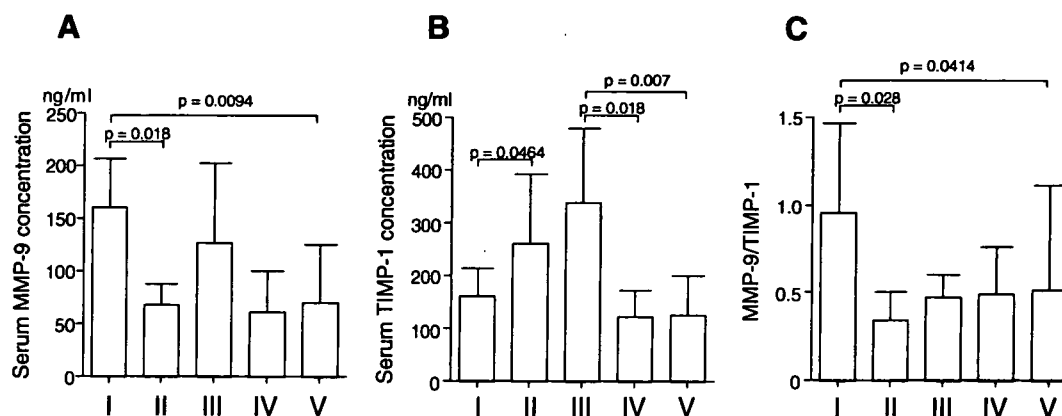 A
ng/ml
p = 0.0094
p = 0.018
Serum MMP-9 concentration
250
200
150
100
50
0
I II III IV V
B
ng/ml
p = 0.007
p = 0.018
p = 0.0464
Serum TIMP-1 concentration
500
400
300
200
100
0
I II III IV V
C
p = 0.0414
p = 0.028
MMP-9/TIMP-1
1.5
1.0
0.5
0
I II III IV V